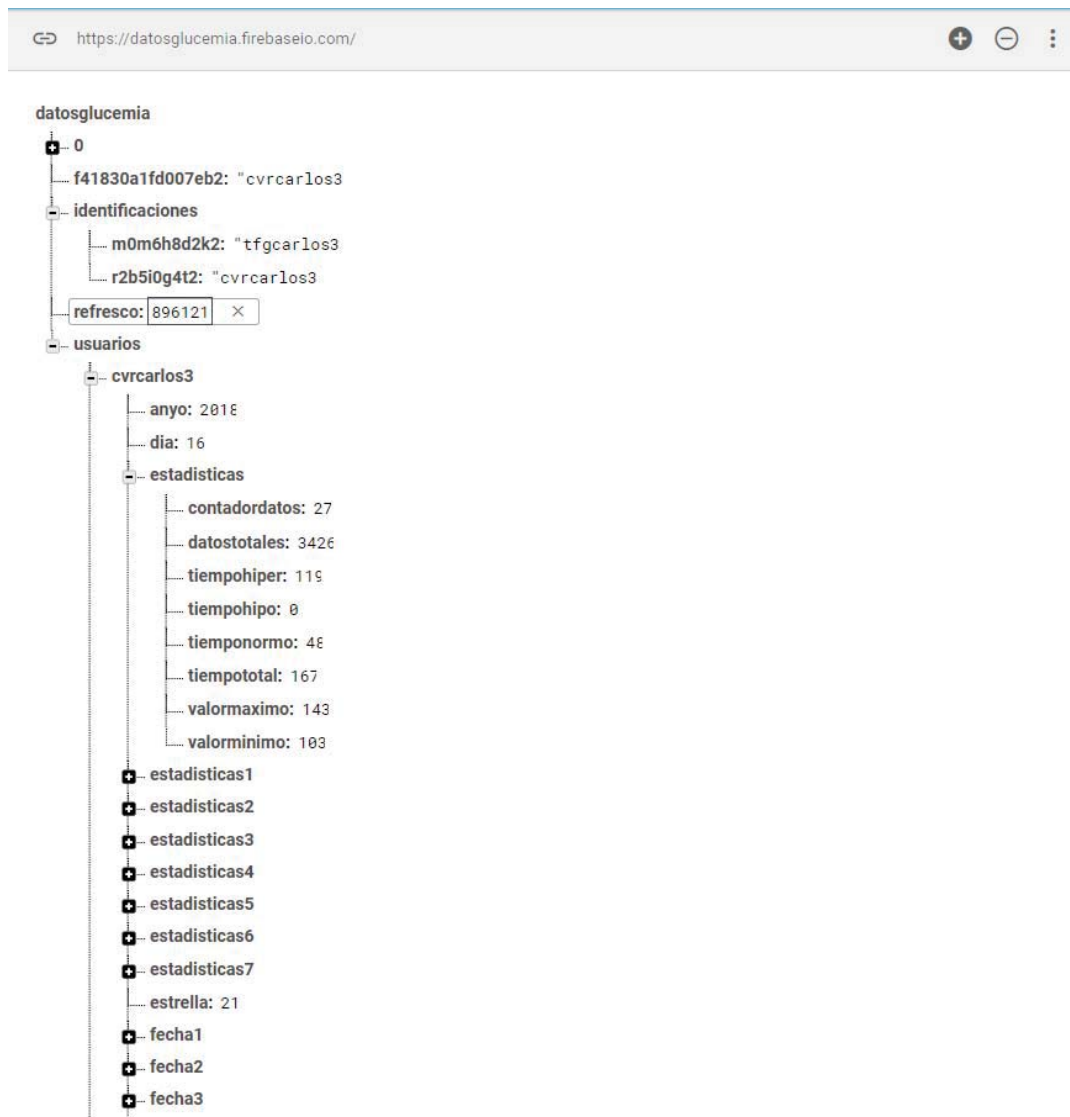 https://datosglucemia.firebaseio.com/
datosglucemia
0
f41830a1fd007eb2: "cvrcarlos3
identificaciones
m0m6h8d2k2: "tfgcarlos3
r2b5i0g4t2: "cvrcarlos3
refresco: 896121 ×
usuarios
cvrcarlos3
anyo: 2018
dia: 16
estadisticas
contadordatos: 27
datostotales: 3426
tiempohiper: 119
tiempohipo: 0
tiemponormo: 48
tiempototal: 167
valormaximo: 143
valorminimo: 103
estadisticas1
estadisticas2
estadisticas3
estadisticas4
estadisticas5
estadisticas6
estadisticas7
estrella: 21
fecha1
fecha2
fecha3